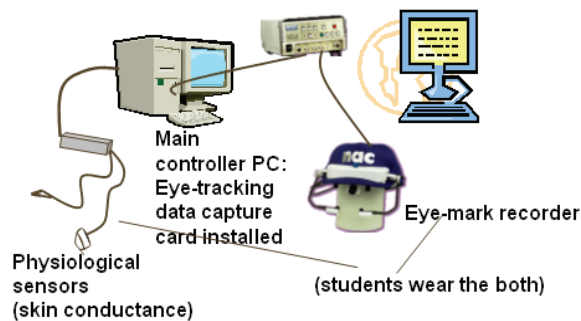 Main
controller PC:
Eye-tracking
data capture
card installed
nac
Eye-mark recorder
Physiological
sensors
(skin conductance)
(students wear the both)